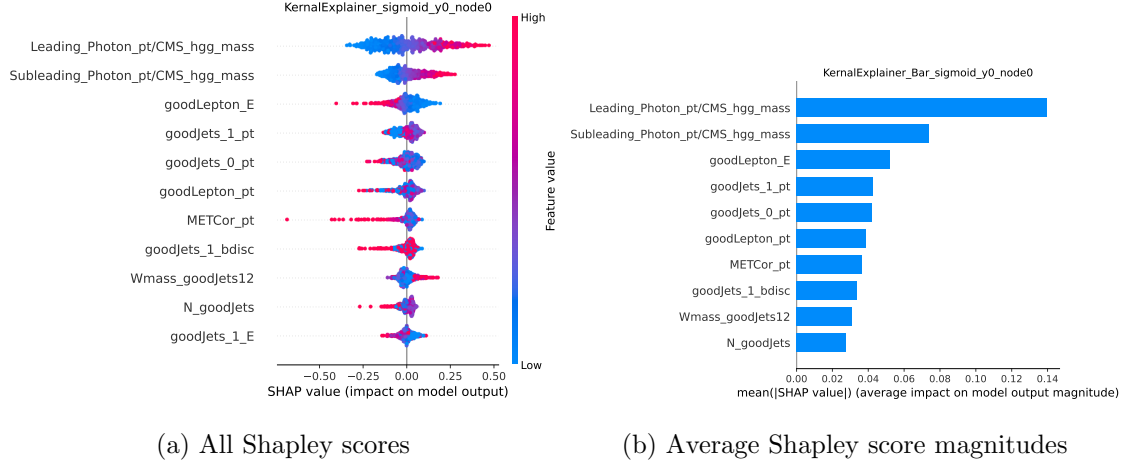 KernalExplainer_sigmoid_y0_node0
High
Leading_Photon_pt/CMS_hgg_mass
Subleading_Photon_pt/CMS_hgg_mass
goodLepton_E
goodJets_1_pt
goodJets_0_pt
goodLepton_pt
METCor_pt
goodJets_1_bdisc
Wmass_goodJets12
N_goodJets
goodJets_1_E
Feature value
Low
−0.50 −0.25 0.00 0.25 0.50
SHAP value (impact on model output)
(a) All Shapley scores
KernalExplainer_Bar_sigmoid_y0_node0
Leading_Photon_pt/CMS_hgg_mass
Subleading_Photon_pt/CMS_hgg_mass
goodLepton_E
goodJets_1_pt
goodJets_0_pt
goodLepton_pt
METCor_pt
goodJets_1_bdisc
Wmass_goodJets12
N_goodJets
0.00 0.02 0.04 0.06 0.08 0.10 0.12 0.14
mean(|SHAP value|) (average impact on model output magnitude)
(b) Average Shapley score magnitudes